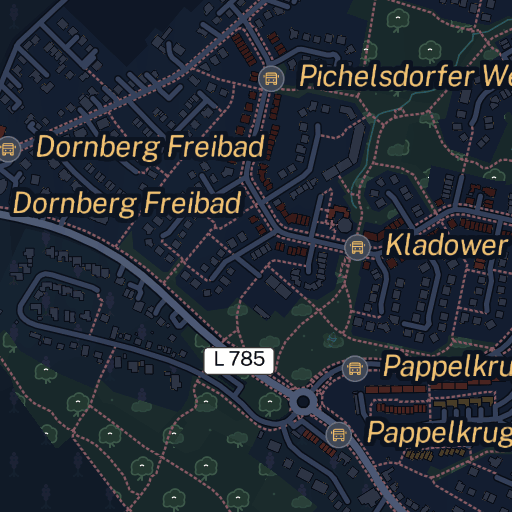 Pichelsdorfer We
Dornberg Freibad
Dornberg Freibad
Kladower
L 785
Pappelkru
Pappelkrug